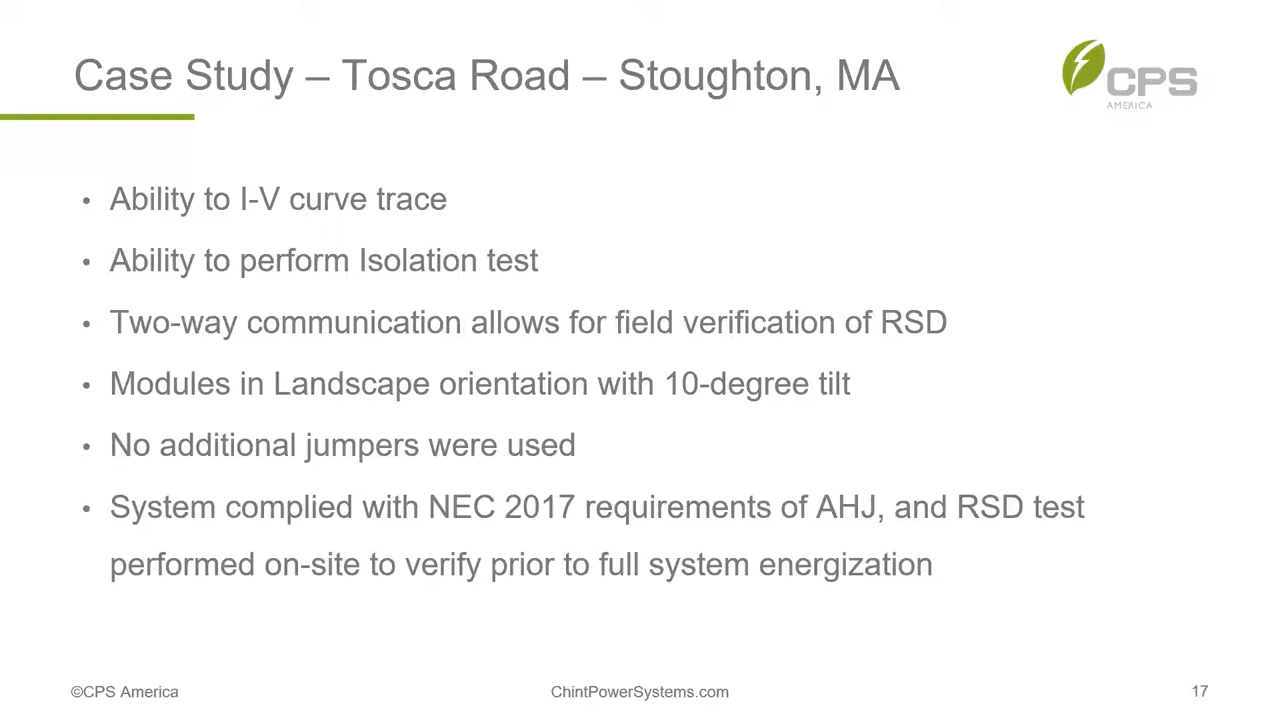 Case Study – Tosca Road – Stoughton, MA
CPS
AMERICA
• Ability to I-V curve trace
• Ability to perform Isolation test
• Two-way communication allows for field verification of RSD
• Modules in Landscape orientation with 10-degree tilt
• No additional jumpers were used
• System complied with NEC 2017 requirements of AHJ, and RSD test
performed on-site to verify prior to full system energization
©CPS America
ChintPowerSystems.com
17